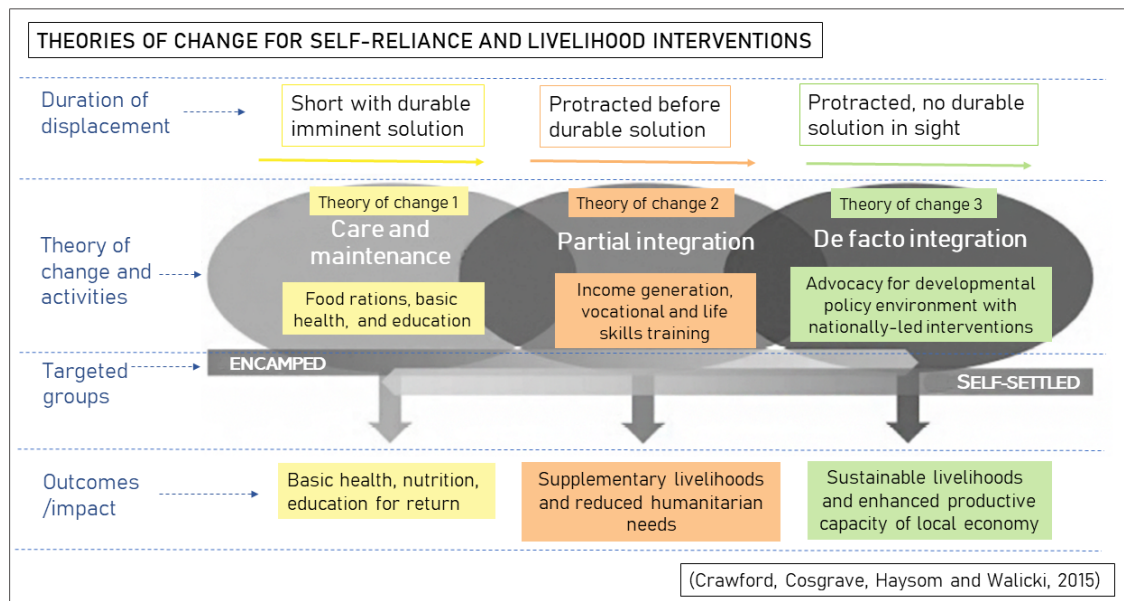 THEORIES OF CHANGE FOR SELF-RELIANCE AND LIVELIHOOD INTERVENTIONS
Duration of
displacement
Short with durable
imminent solution
Protracted before
durable solution
Protracted, no durable
solution in sight
Theory of
change and
activities
Theory of change 1
Care and
maintenance
Food rations, basic
health, and education
Theory of change 2
Partial integration
Income generation,
vocational and life
skills training
Theory of change 3
De facto integration
Advocacy for developmental
policy environment with
nationally-led interventions
Targeted
groups
ENCAMPED
SELF-SETTLED
Outcomes
/impact
Basic health, nutrition,
education for return
Supplementary livelihoods
and reduced humanitarian
needs
Sustainable livelihoods
and enhanced productive
capacity of local economy
(Crawford, Cosgrave, Haysom and Walicki, 2015)